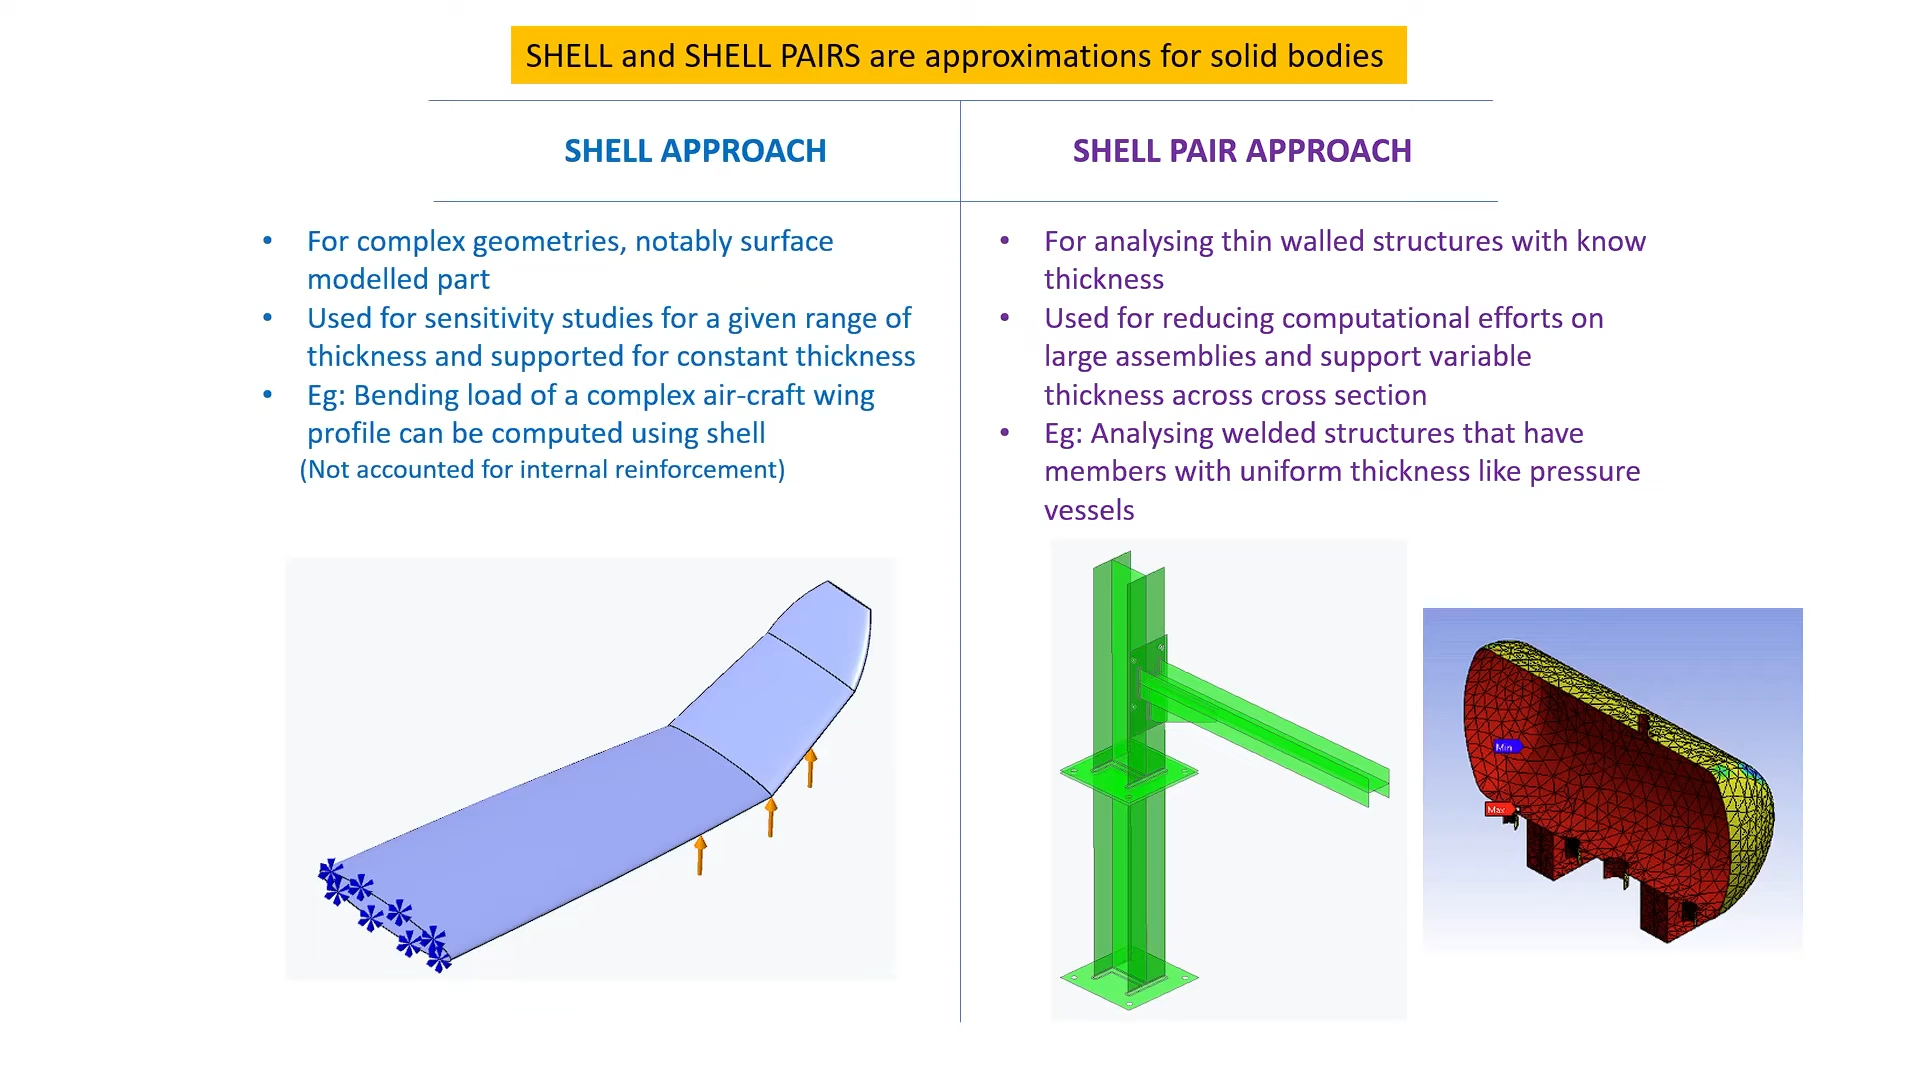 SHELL and SHELL PAIRS are approximations for solid bodies
SHELL APPROACH
• For complex geometries, notably surface
modelled part
• Used for sensitivity studies for a given range of
thickness and supported for constant thickness
• Eg: Bending load of a complex air-craft wing
profile can be computed using shell
(Not accounted for internal reinforcement)
SHELL PAIR APPROACH
• For analysing thin walled structures with know
thickness
• Used for reducing computational efforts on
large assemblies and support variable
thickness across cross section
• Eg: Analysing welded structures that have
members with uniform thickness like pressure
vessels
Min
Max